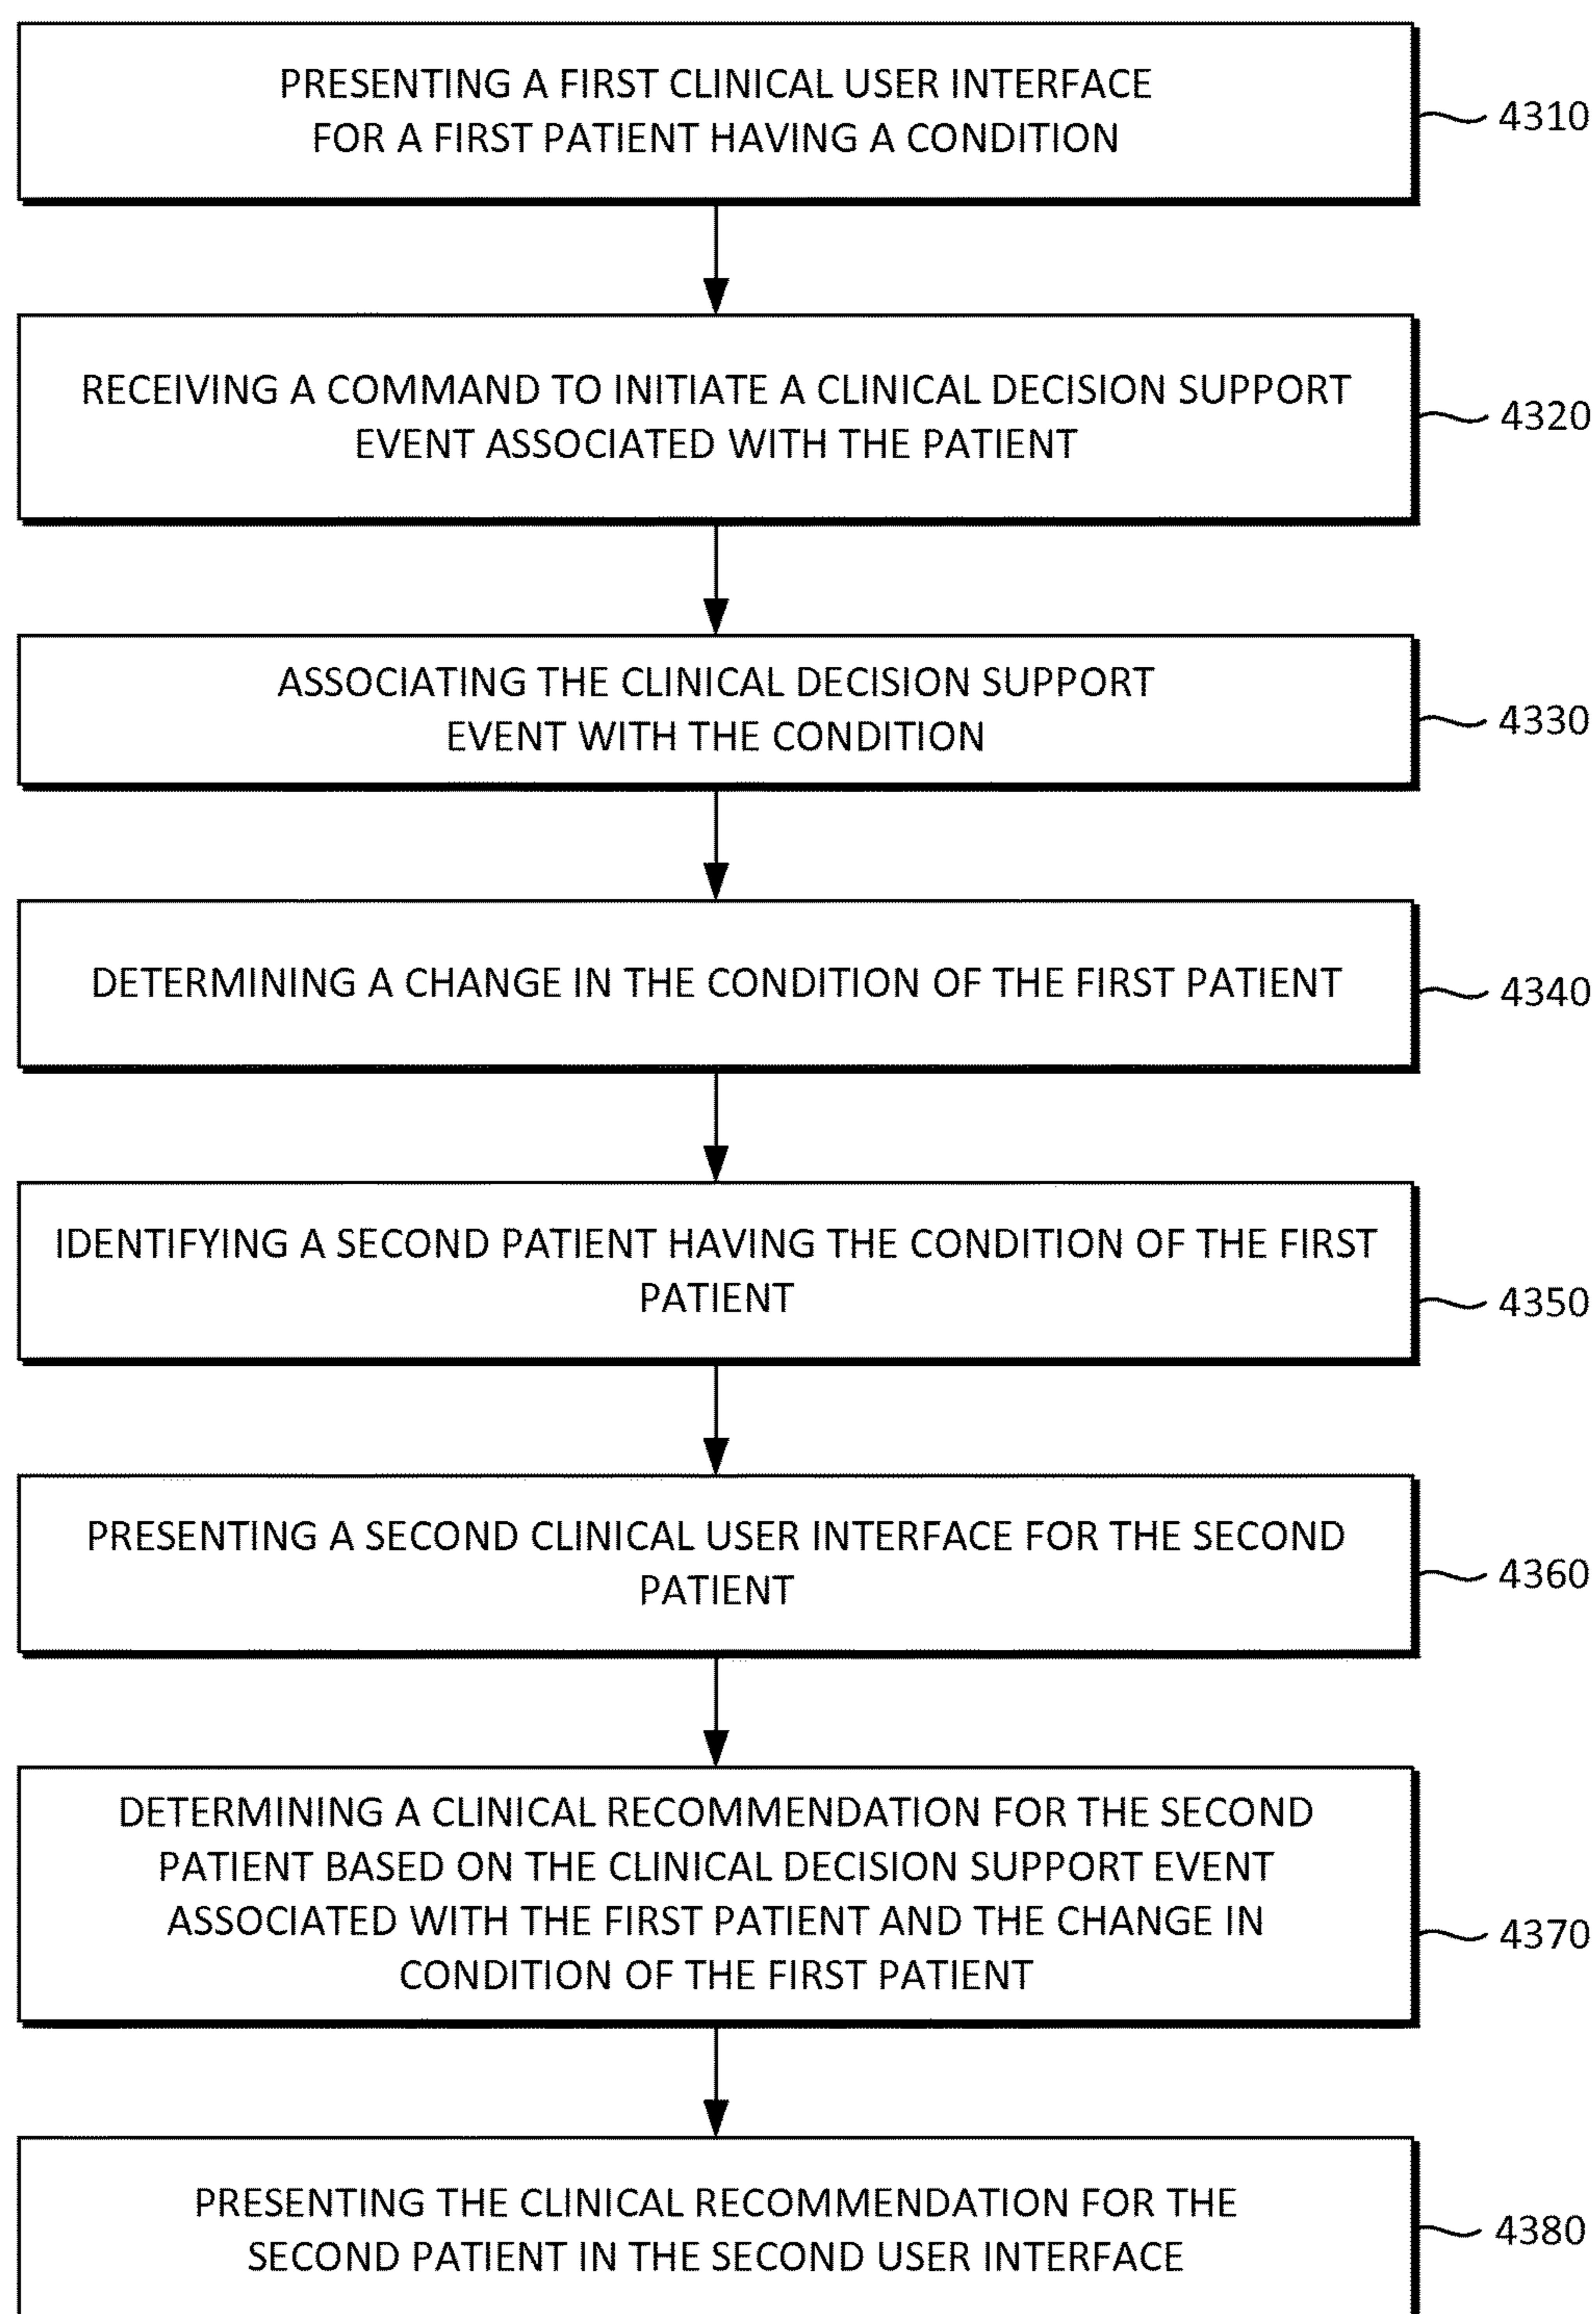 PRESENTING A FIRST CLINICAL USER INTERFACE
FOR A FIRST PATIENT HAVING A CONDITION
4310
RECEIVING A COMMAND TO INITIATE A CLINICAL DECISION SUPPORT
EVENT ASSOCIATED WITH THE PATIENT
4320
ASSOCIATING THE CLINICAL DECISION SUPPORT
EVENT WITH THE CONDITION
4330
DETERMINING A CHANGE IN THE CONDITION OF THE FIRST PATIENT
4340
IDENTIFYING A SECOND PATIENT HAVING THE CONDITION OF THE FIRST
PATIENT
4350
PRESENTING A SECOND CLINICAL USER INTERFACE FOR THE SECOND
PATIENT
4360
DETERMINING A CLINICAL RECOMMENDATION FOR THE SECOND
PATIENT BASED ON THE CLINICAL DECISION SUPPORT EVENT
ASSOCIATED WITH THE FIRST PATIENT AND THE CHANGE IN
CONDITION OF THE FIRST PATIENT
4370
PRESENTING THE CLINICAL RECOMMENDATION FOR THE
SECOND PATIENT IN THE SECOND USER INTERFACE
4380